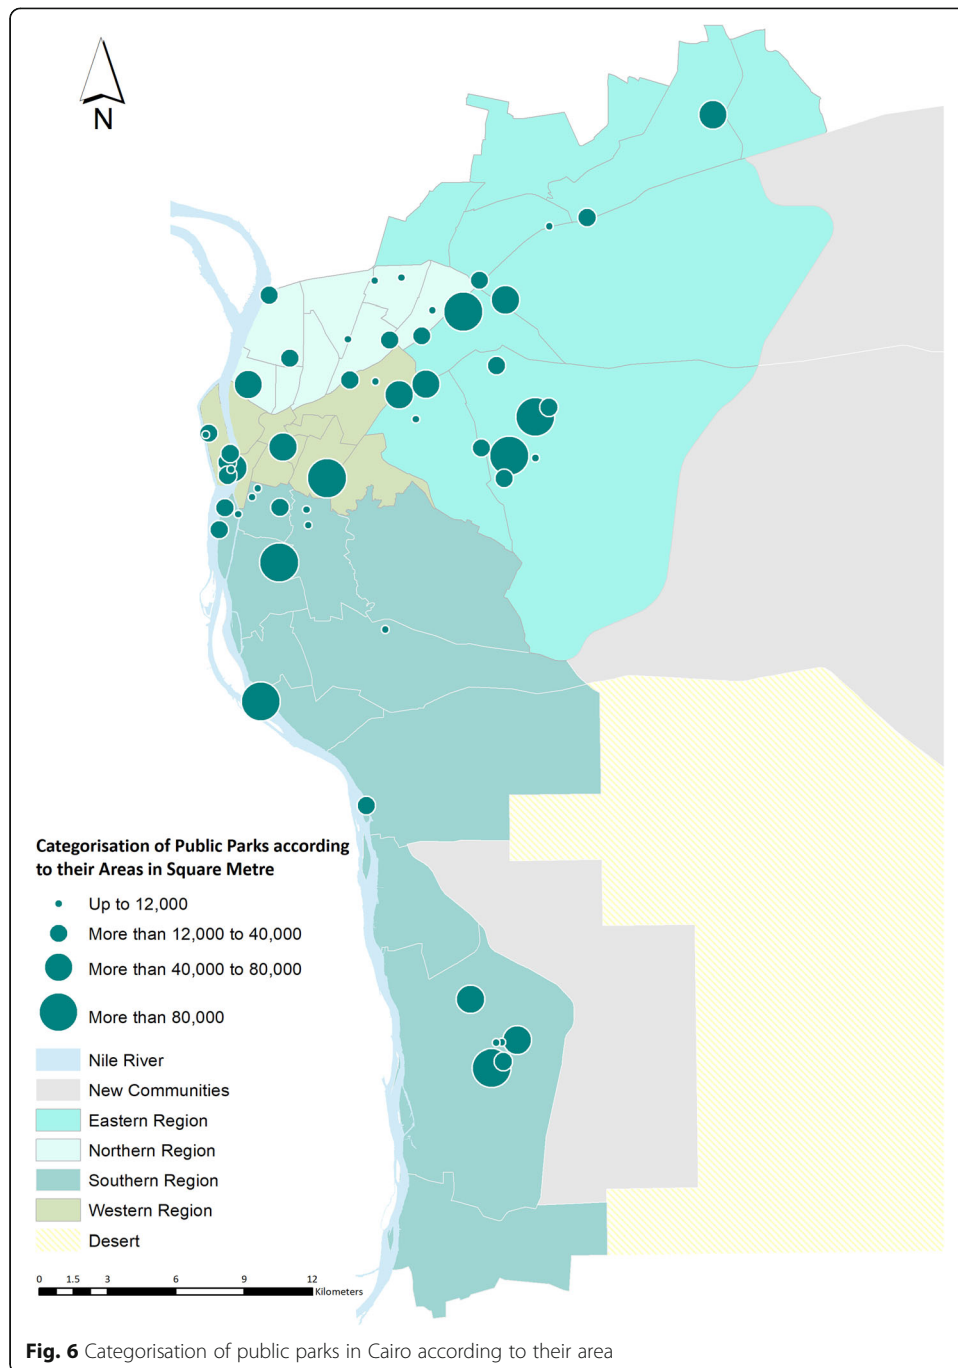 N
Categorisation of Public Parks according
to their Areas in Square Metre
Up to 12,000
More than 12,000 to 40,000
More than 40,000 to 80,000
More than 80,000
Nile River
New Communities
Eastern Region
Northern Region
Southern Region
Western Region
Desert
0 1.5 3 6 9 12
Kilometers
Fig. 6 Categorisation of public parks in Cairo according to their area